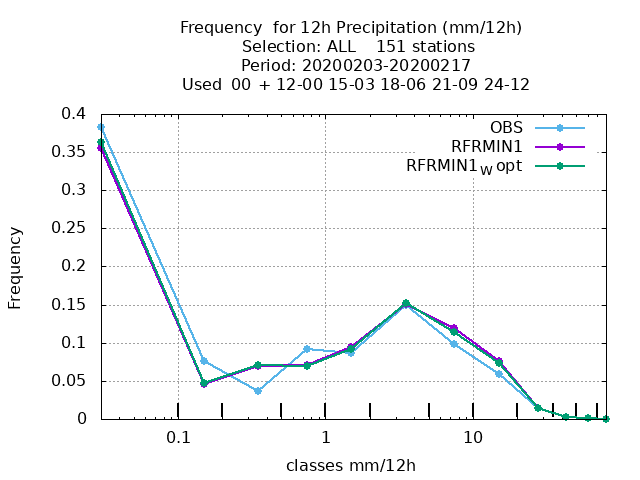 Frequency  for 12h Precipitation (mm/12h)
Selection: ALL    151 stations
Period: 20200203-20200217
Used  00 + 12-00 15-03 18-06 21-09 24-12
OBS
RFRMIN1
RFRMIN1w opt
0.4
0.35
0.3
0.25
0.2
0.15
0.1
0.05
0
Frequency
0.1 1 10
classes mm/12h